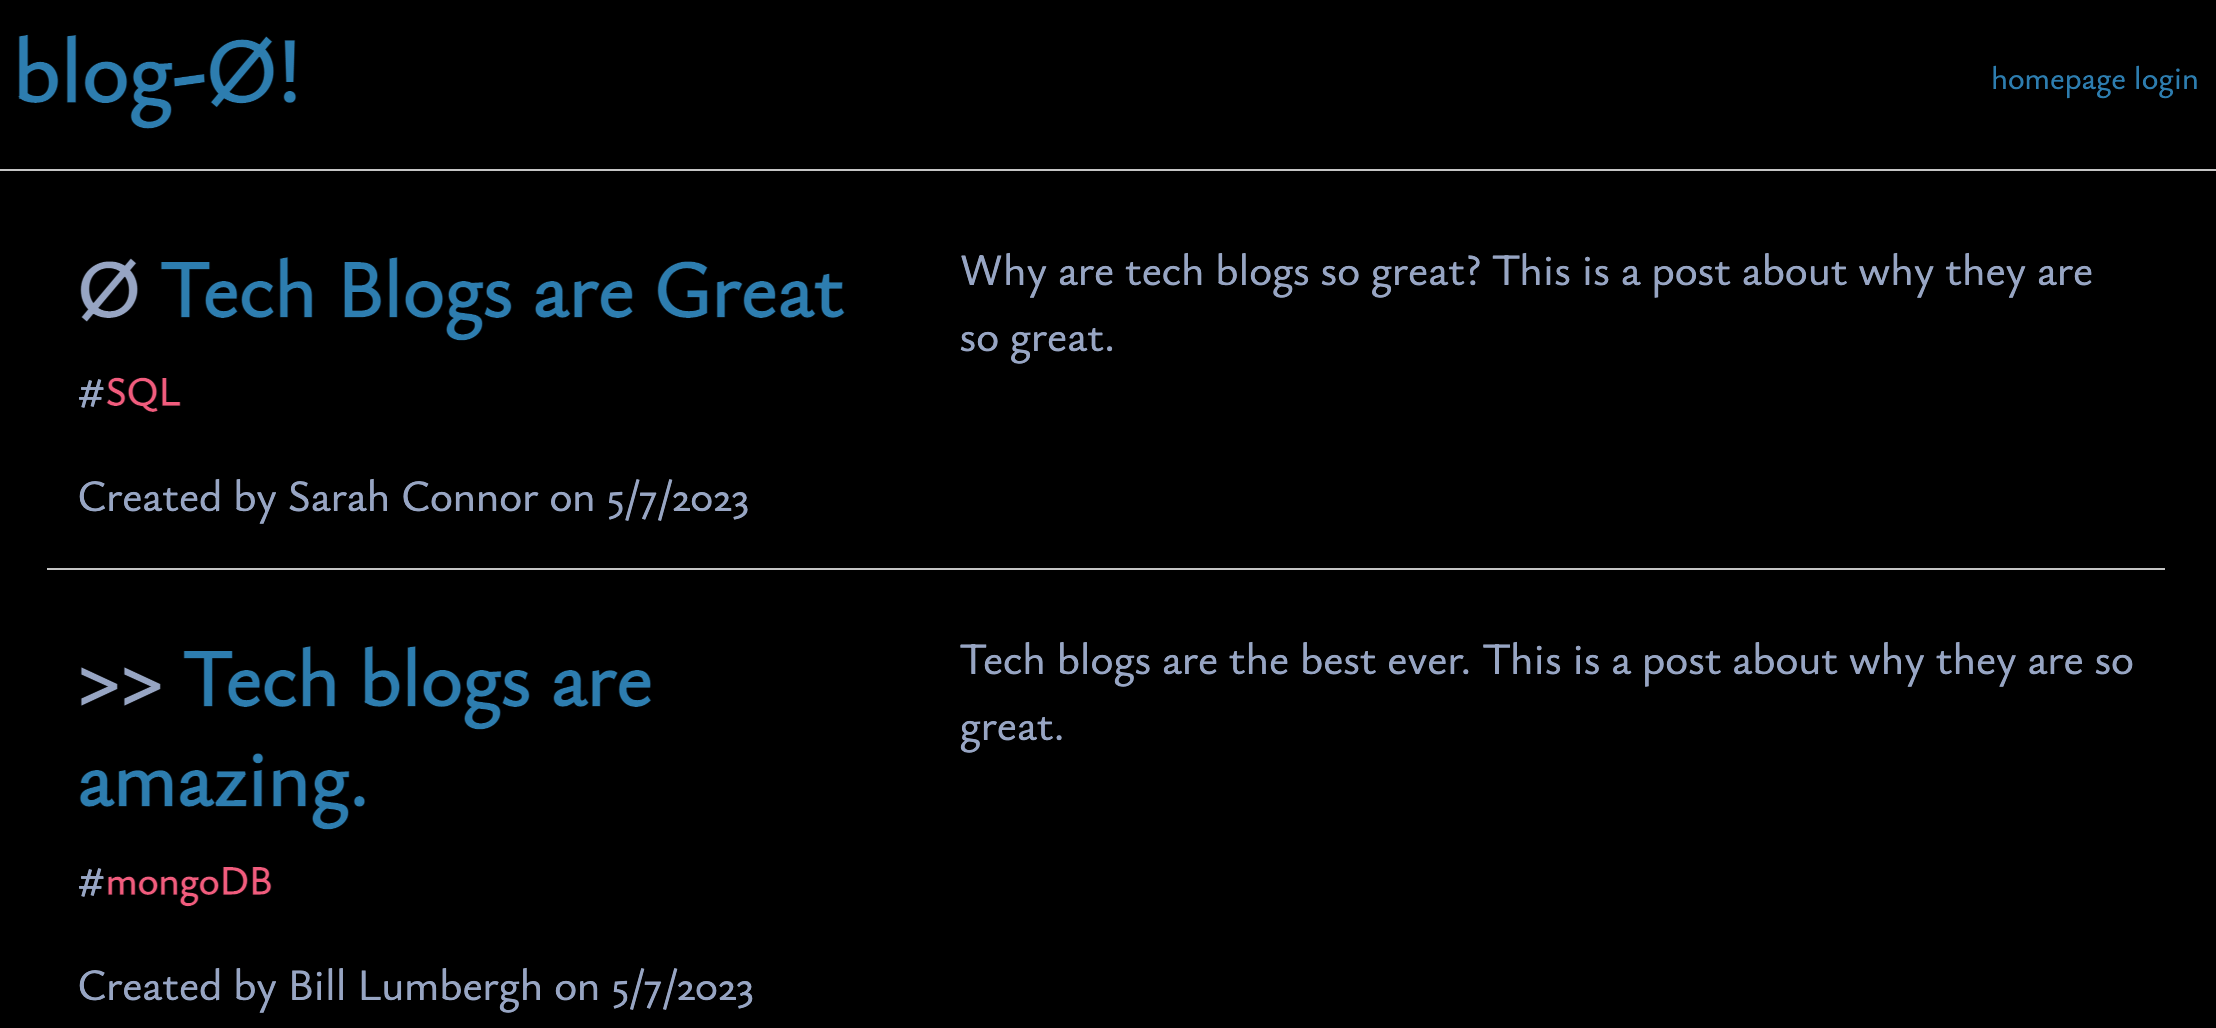 blog-Ø!
homepage login
Ø Tech Blogs are Great
#SQL
Created by Sarah Connor on 5/7/2023
Why are tech blogs so great? This is a post about why they are
so great.
>> Tech blogs are
amazing.
#mongoDB
Created by Bill Lumbergh on 5/7/2023
Tech blogs are the best ever. This is a post about why they are so
great.